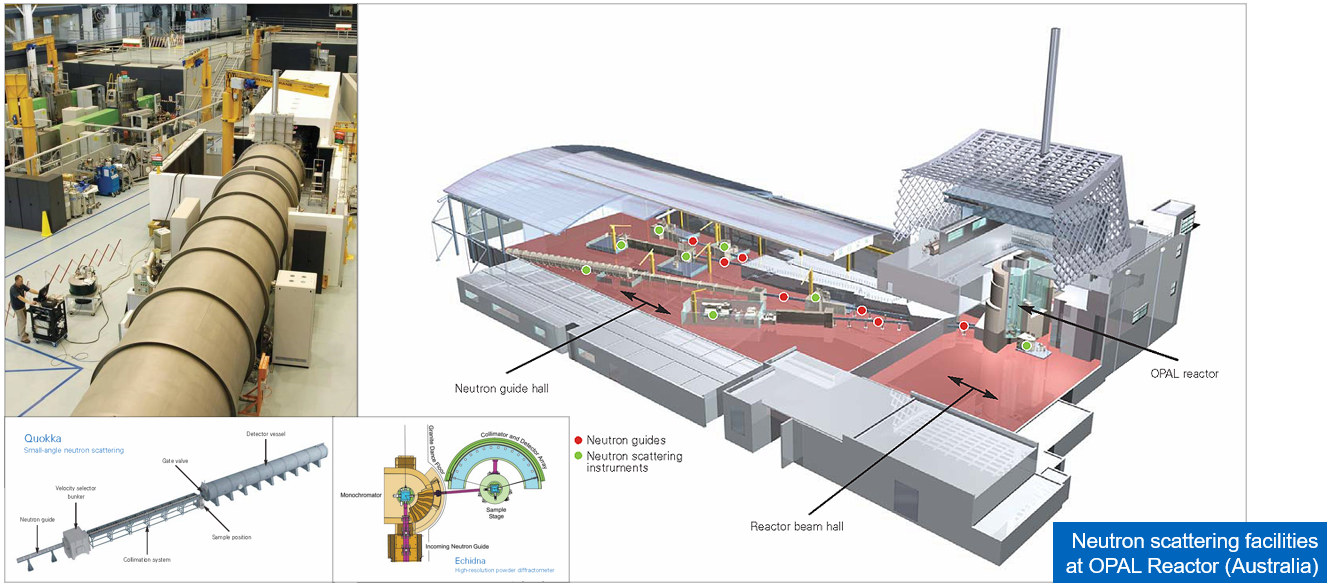 Neutron guide hall
OPAL reactor
Reactor beam hall
Neutron guides
Neutron scattering
instruments
Quokka
Small-angle neutron scattering
Detector vessel
Gate valve
Velocity selector
bunker
Neutron guide
Sample position
Collimation system
Granite Dance Floor
Collimator and Detector Array
Monochromator
Sample
Stage
Incoming Neutron Guide
Echidna
High-resolution powder diffractometer
Neutron scattering facilities
at OPAL Reactor (Australia)